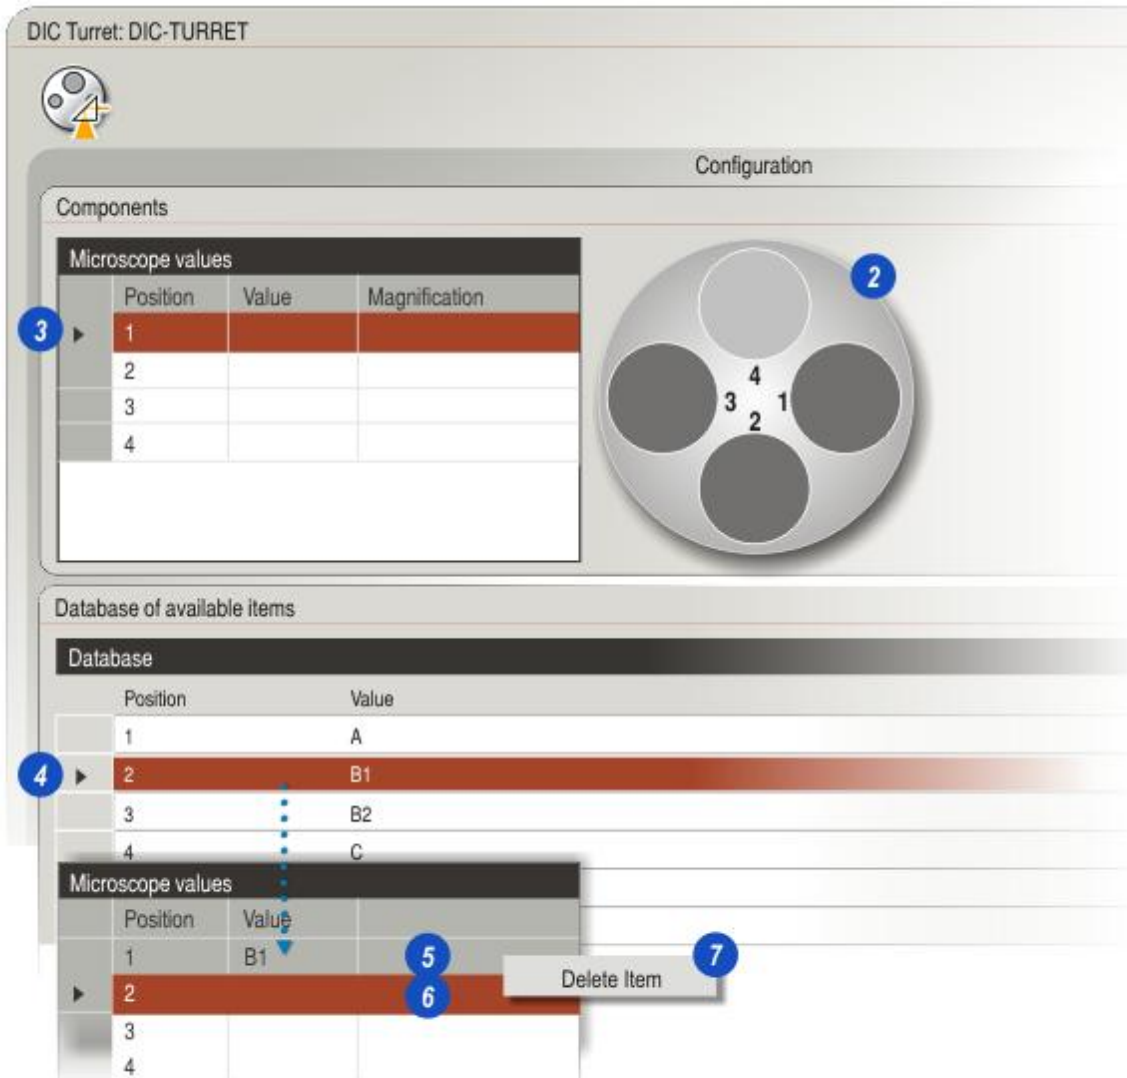 DIC Turret: DIC-TURRET
Configuration
Components
Microscope values
Position Value Magnification
3
1
2
3
4
2
4
3 1
2
Database of available items
Database
Position Value
1 A
4
2 B1
3 B2
4 C
Microscope values
Position Value
1 B1 5
7
Delete Item
2 6
3
4